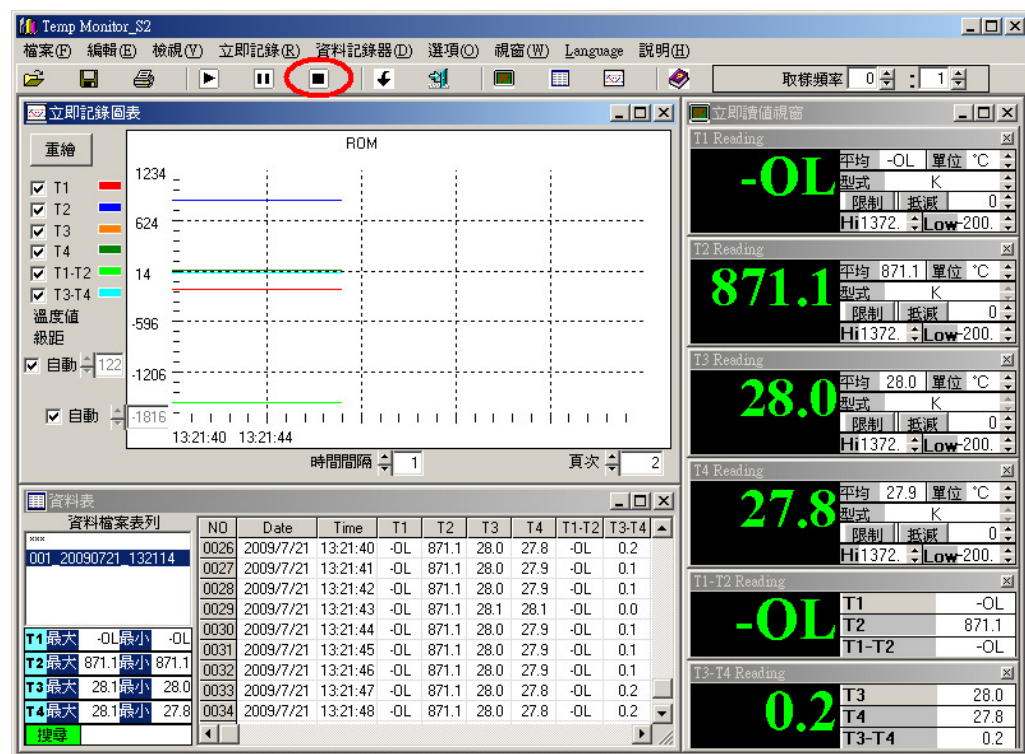 Temp Monitor_S2
檔案(F) 編輯(E) 檢視(V) 立即記錄(R) 資料記錄器(D) 選項(O) 視窗(W) Language 說明(H)
取樣頻率 0 : 1
立即記錄圖表
重繪
ROM
T1
T2
T3
T4
T1-T2
T3-T4
溫度值
級距
自動 122
自動 -1816
1234
624
14
-596
-1206
13:21:40 13:21:44
時間間隔 1 頁次 2
資料表
資料檔案表列
***
001_20090721_132114
T1最大 -OL最小 -OL
T2最大 871.1最小 871.1
T3最大 28.1最小 28.0
T4最大 28.1最小 27.8
搜尋
NO Date Time T1 T2 T3 T4 T1-T2 T3-T4
0026 2009/7/21 13:21:40 -OL 871.1 28.0 27.8 -OL 0.2
0027 2009/7/21 13:21:41 -OL 871.1 28.0 27.9 -OL 0.1
0028 2009/7/21 13:21:42 -OL 871.1 28.0 27.9 -OL 0.1
0029 2009/7/21 13:21:43 -OL 871.1 28.1 28.1 -OL 0.0
0030 2009/7/21 13:21:44 -OL 871.1 28.0 27.9 -OL 0.1
0031 2009/7/21 13:21:45 -OL 871.1 28.0 27.9 -OL 0.1
0032 2009/7/21 13:21:46 -OL 871.1 28.0 27.9 -OL 0.1
0033 2009/7/21 13:21:47 -OL 871.1 28.0 27.8 -OL 0.2
0034 2009/7/21 13:21:48 -OL 871.1 28.0 27.8 -OL 0.2
立即讀值視窗
T1 Reading
-OL
平均 -OL 單位 °C
型式 K
限制 抵減 0
Hi 1372. Low -200.
T2 Reading
871.1
平均 871.1 單位 °C
型式 K
限制 抵減 0
Hi 1372. Low -200.
T3 Reading
28.0
平均 28.0 單位 °C
型式 K
限制 抵減 0
Hi 1372. Low -200.
T4 Reading
27.8
平均 27.9 單位 °C
型式 K
限制 抵減 0
Hi 1372. Low -200.
T1-T2 Reading
-OL
T1 -OL
T2 871.1
T1-T2 -OL
T3-T4 Reading
0.2
T3 28.0
T4 27.8
T3-T4 0.2